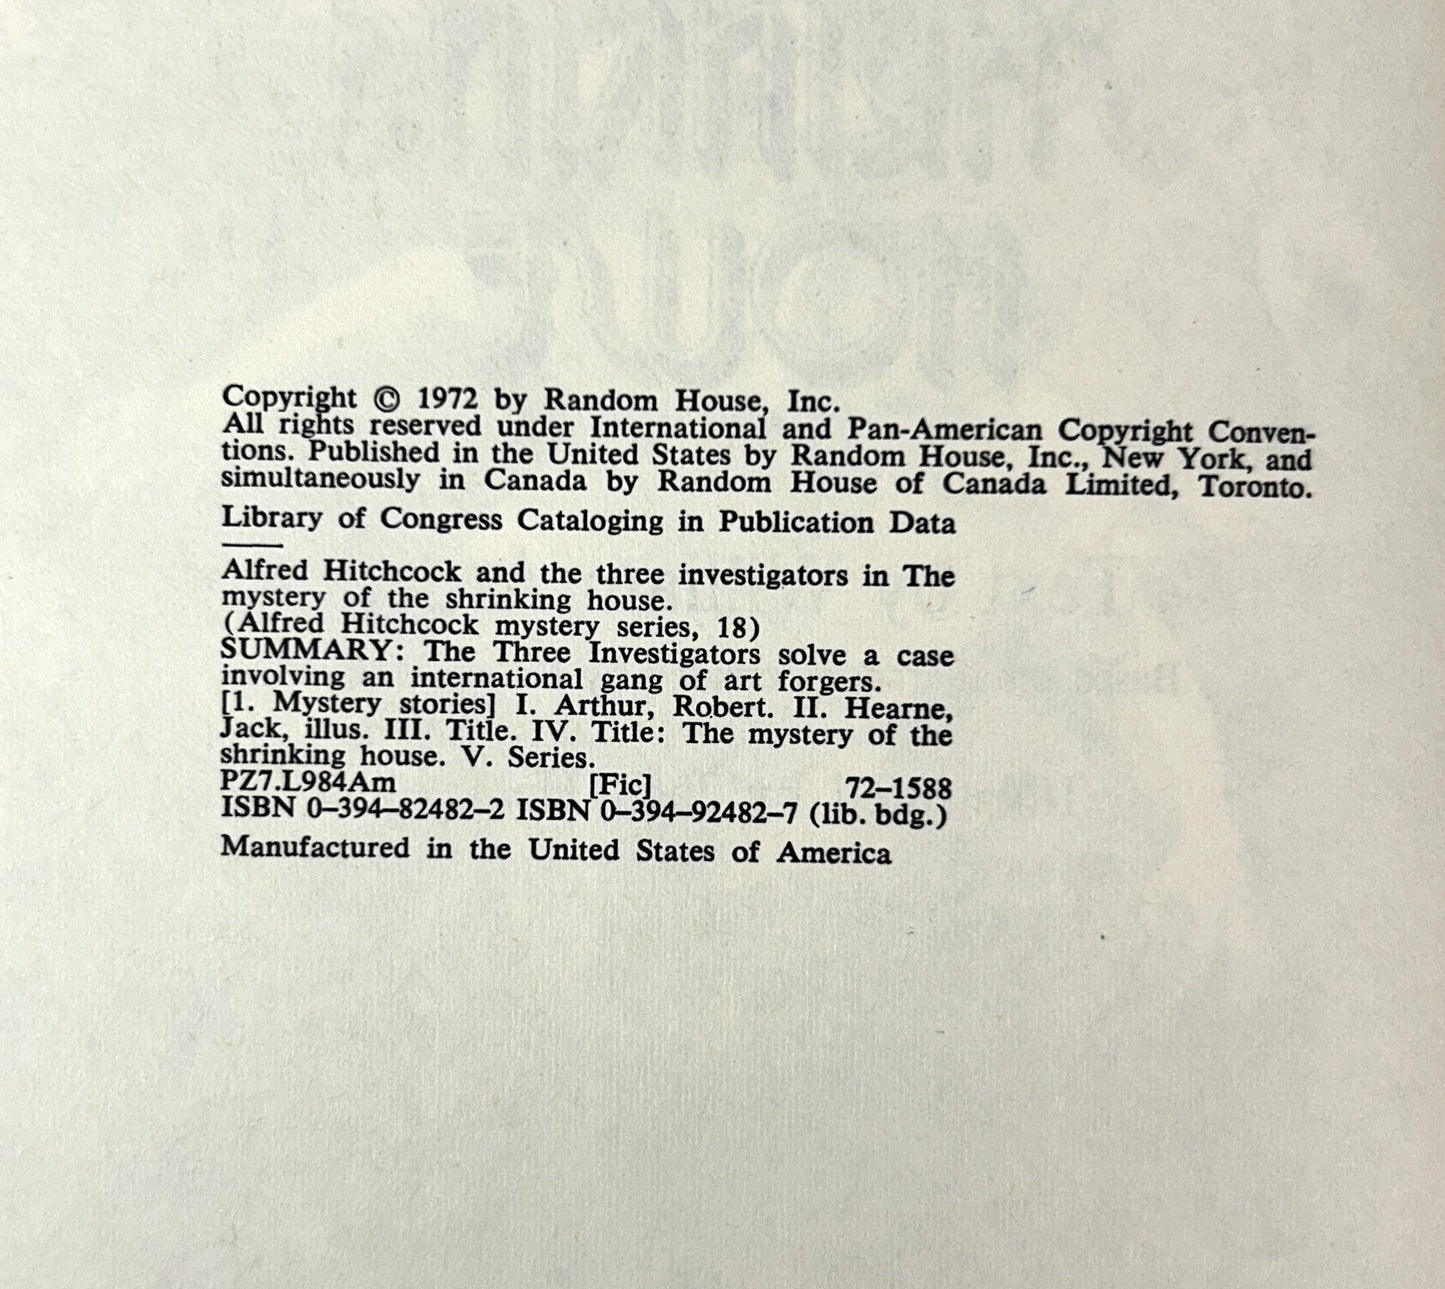 Copyright © 1972 by Random House, Inc.
All rights reserved under International and Pan-American Copyright Conven-
tions. Published in the United States by Random House, Inc., New York, and
simultaneously in Canada by Random House of Canada Limited, Toronto.
Library of Congress Cataloging in Publication Data
Alfred Hitchcock and the three investigators in The
mystery of the shrinking house.
(Alfred Hitchcock mystery series, 18)
SUMMARY: The Three Investigators solve a case
involving an international gang of art forgers.
[1. Mystery stories] I. Arthur, Robert. II. Hearne,
Jack, illus. III. Title. IV. Title: The mystery of the
shrinking house. V. Series.
PZ7.L984Am [Fic] 72–1588
ISBN 0–394–82482–2 ISBN 0–394–92482–7 (lib. bdg.)
Manufactured in the United States of America